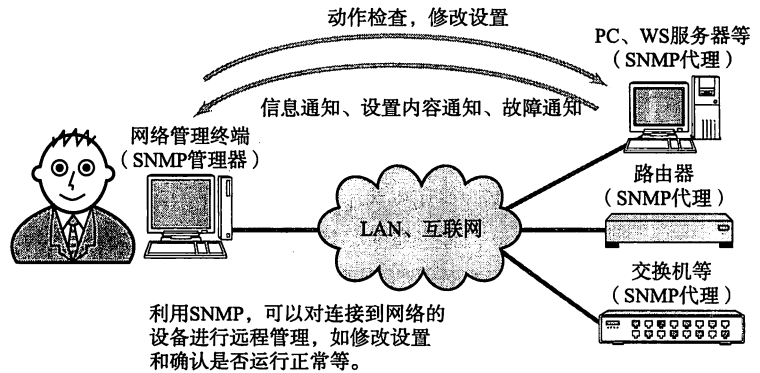 动作检查，修改设置
PC、WS服务器等
（SNMP代理）
信息通知、设置内容通知、故障通知
网络管理终端
（SNMP管理器）
路由器
（SNMP代理）
LAN、互联网
交换机等
（SNMP代理）
利用SNMP，可以对连接到网络的
设备进行远程管理，如修改设置
和确认是否运行正常等。